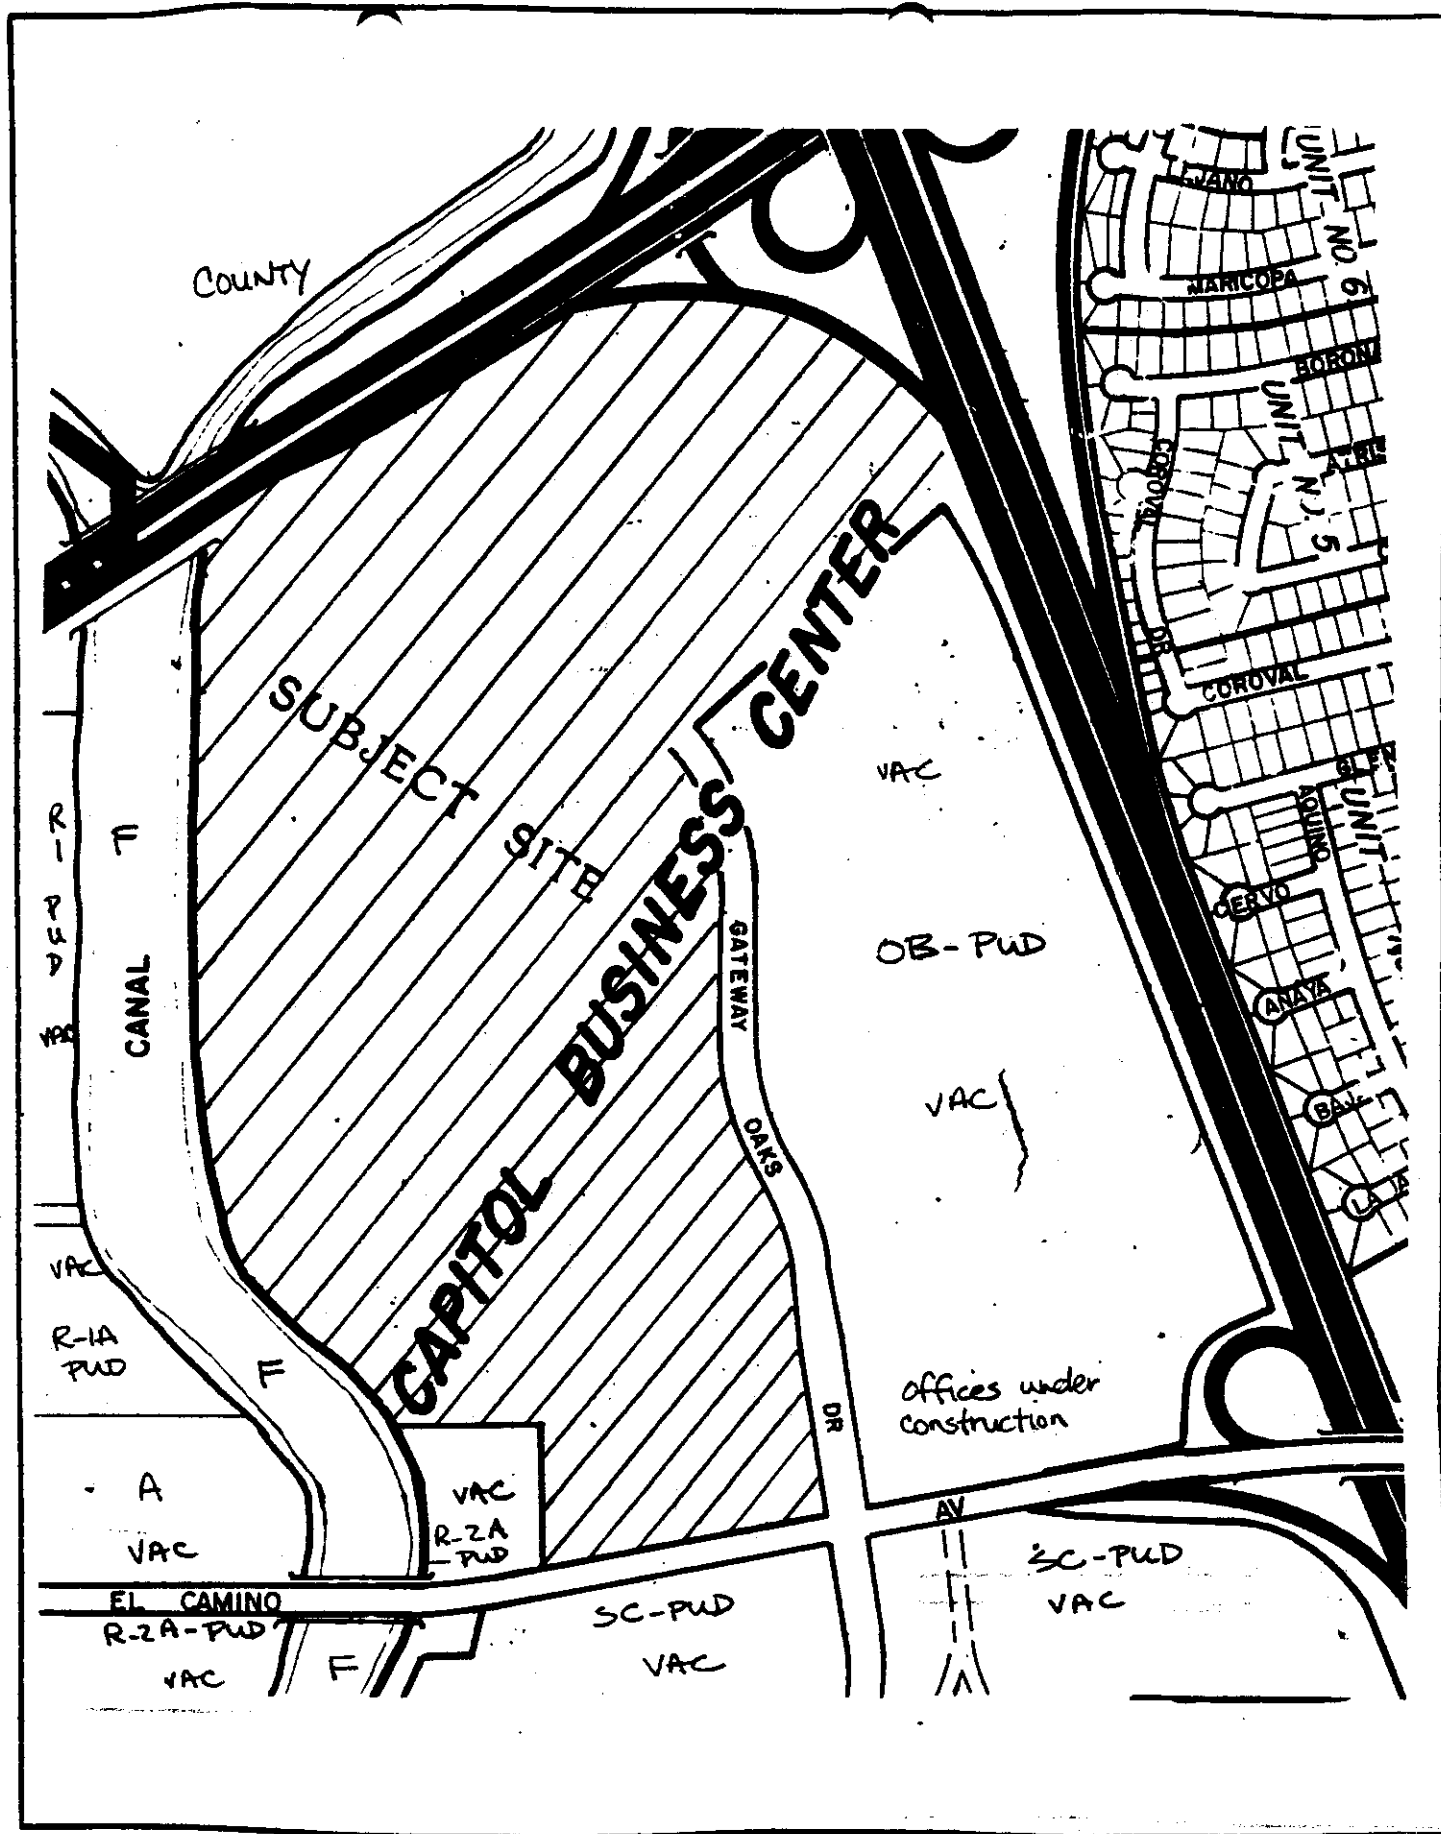 COUNTY
UNIT NO. 6
MARICOPA
UNIT NO. 5
COROVAL
DR
COROVAL
UNIT
AQUINO
CERVO
ANAYA
SUBJECT SITE
CAPITOL BUSINESS CENTER
VAC
OB-PUD
VAC
R-1 PUD
VAC
F
CANAL
GATEWAY
OAKS
DR
VAC
R-1A
PUD
F
offices under
construction
A
VAC
VAC
R-2A
-PUD
EL CAMINO
AV
R-2A-PUD
VAC
F
SC-PUD
VAC
SC-PUD
VAC